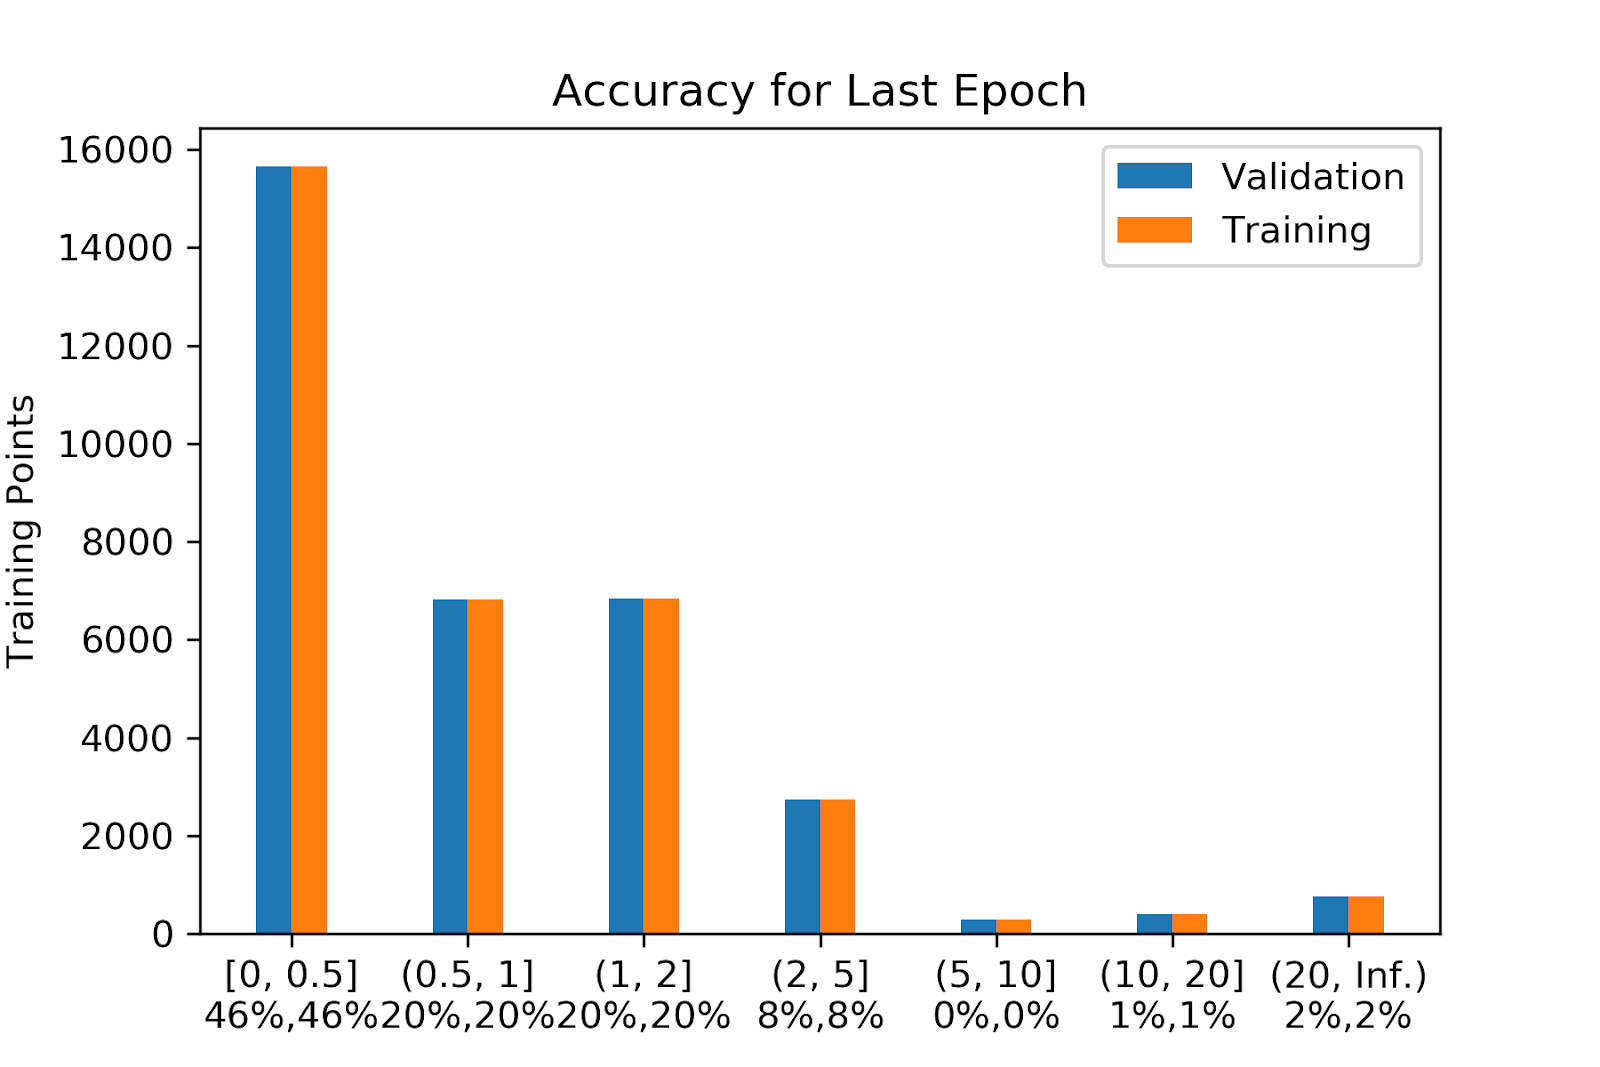 Accuracy for Last Epoch
Validation
Training
Training Points
16000
14000
12000
10000
8000
6000
4000
2000
0
[0, 0.5] (0.5, 1] (1, 2] (2, 5] (5, 10] (10, 20] (20, Inf.)
46%,46% 20%,20% 20%,20% 8%,8% 0%,0% 1%,1% 2%,2%